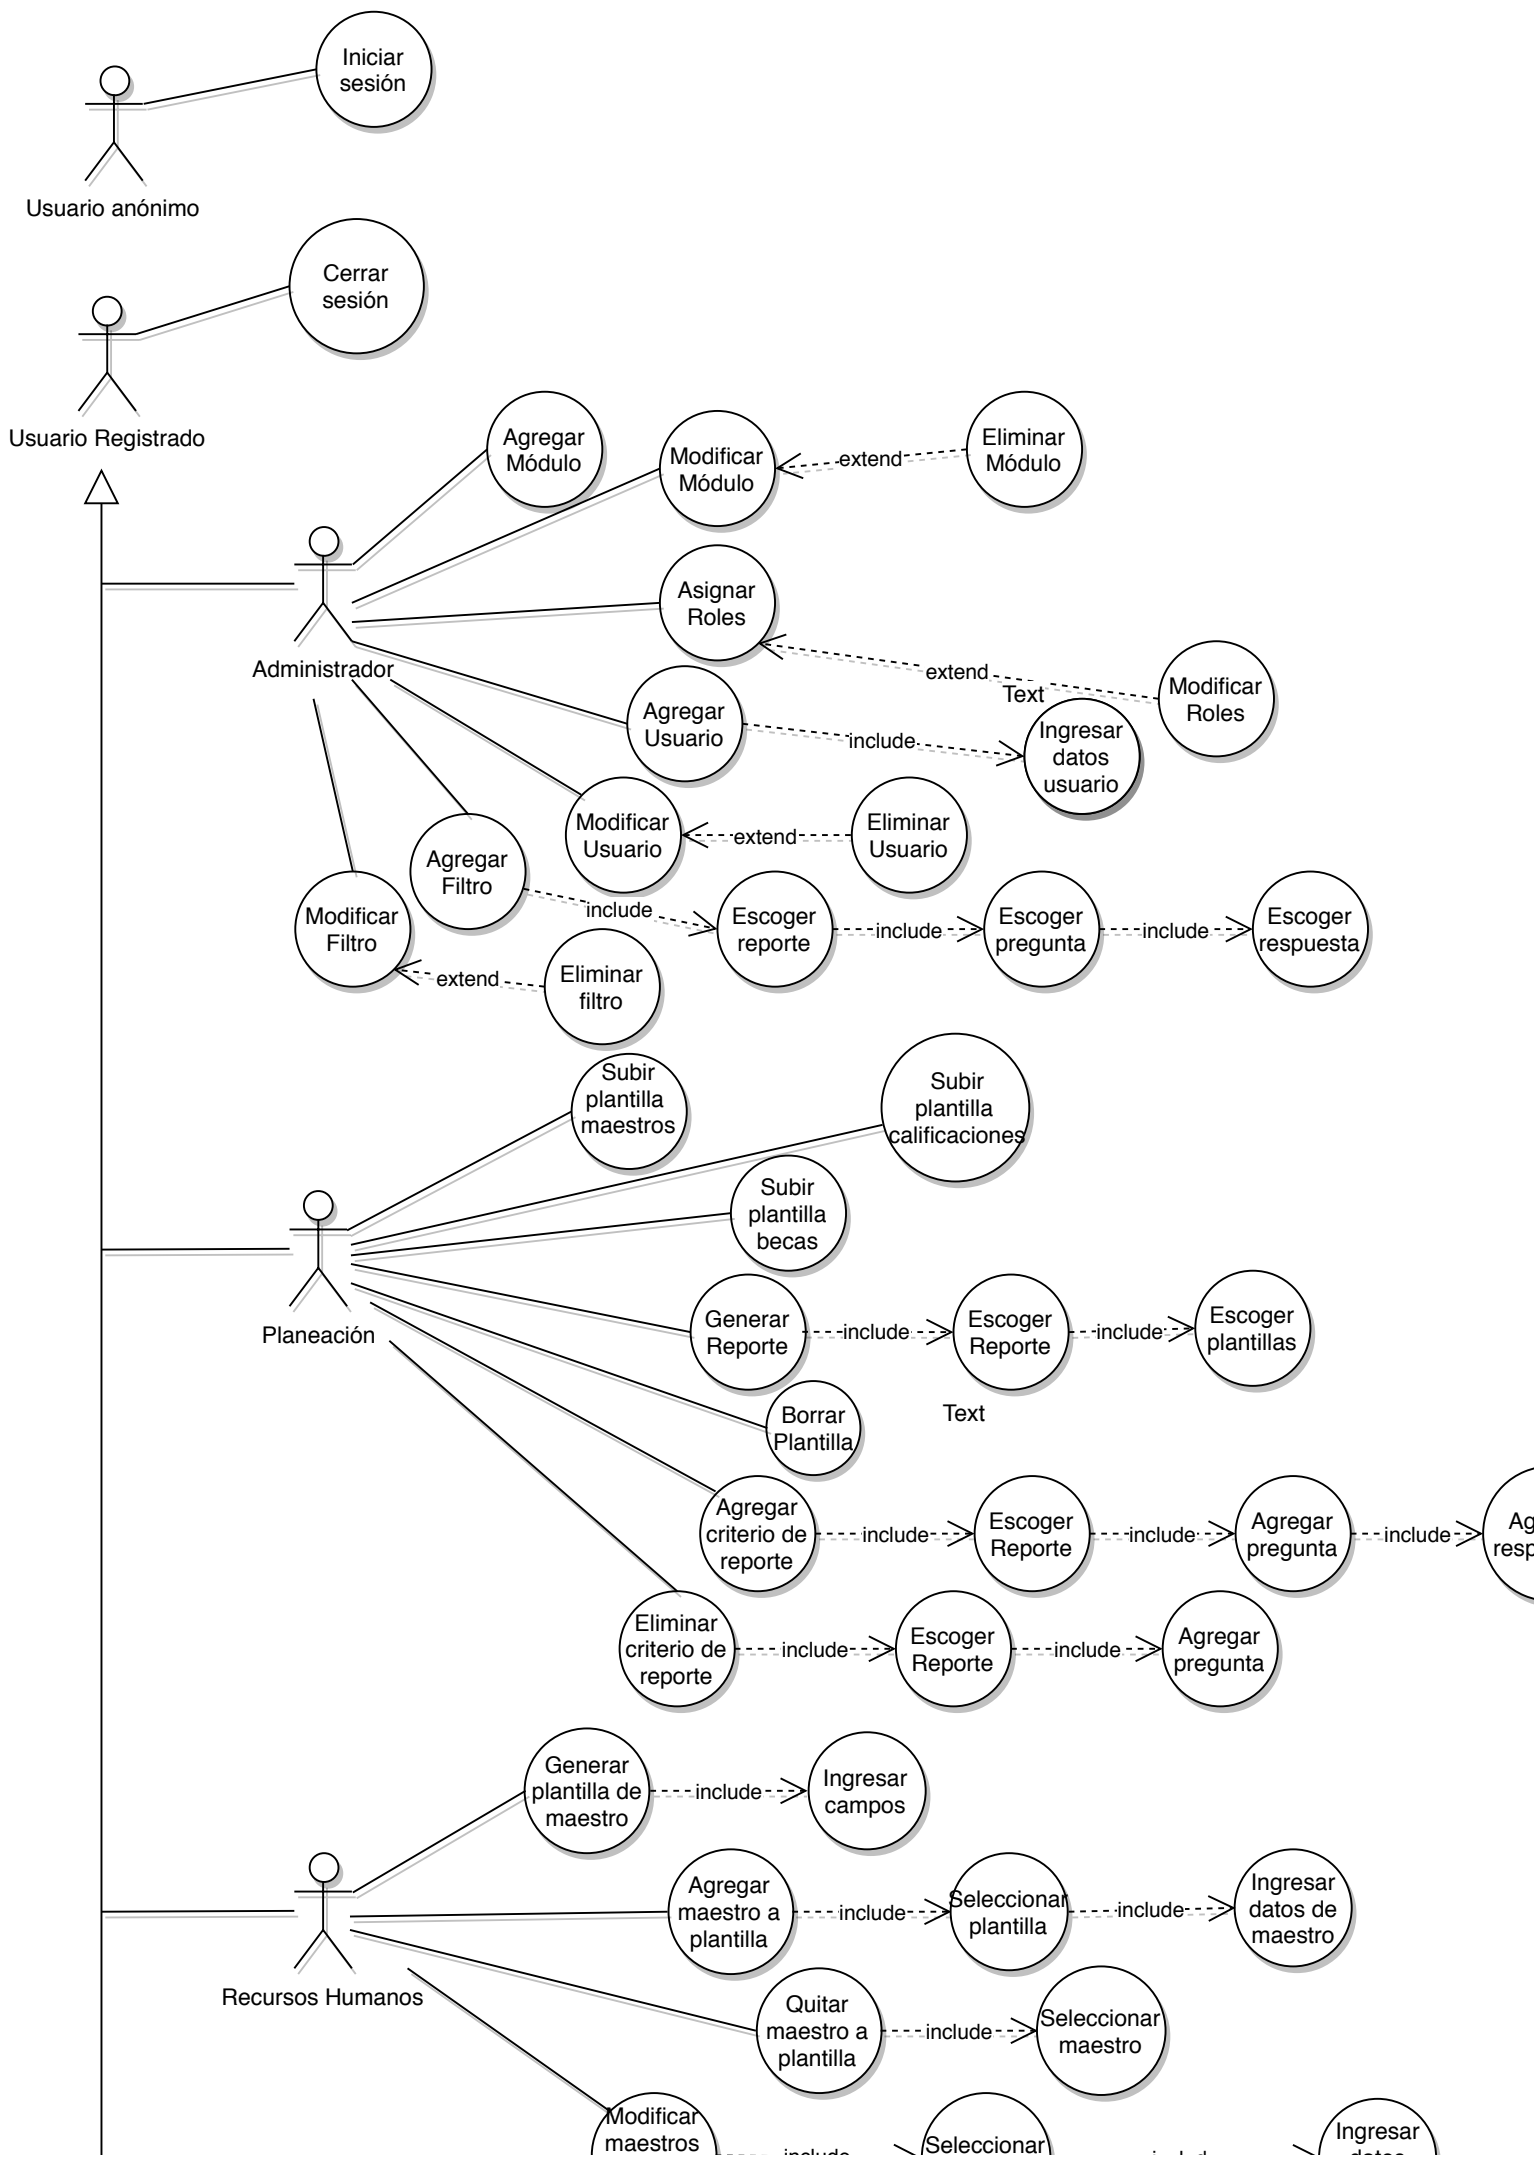 Iniciar
sesión
Usuario anónimo
Cerrar
sesión
Usuario Registrado
Agregar
Módulo
Modificar
Módulo
extend
Eliminar
Módulo
Asignar
Roles
extend
Text
Modificar
Roles
Administrador
Agregar
Usuario
include
Ingresar
datos
usuario
Modificar
Usuario
extend
Eliminar
Usuario
Agregar
Filtro
include
Escoger
reporte
include
Escoger
pregunta
include
Escoger
respuesta
Modificar
Filtro
extend
Eliminar
filtro
Subir
plantilla
maestros
Subir
plantilla
calificaciones
Subir
plantilla
becas
Planeación
Generar
Reporte
include
Escoger
Reporte
include
Escoger
plantillas
Borrar
Plantilla
Text
Agregar
criterio de
reporte
include
Escoger
Reporte
include
Agregar
pregunta
include
Ag
resp
Eliminar
criterio de
reporte
include
Escoger
Reporte
include
Agregar
pregunta
Generar
plantilla de
maestro
include
Ingresar
campos
Recursos Humanos
Agregar
maestro a
plantilla
include
Seleccionar
plantilla
include
Ingresar
datos de
maestro
Quitar
maestro a
plantilla
include
Seleccionar
maestro
Modificar
maestros
include
Seleccionar
Ingresar